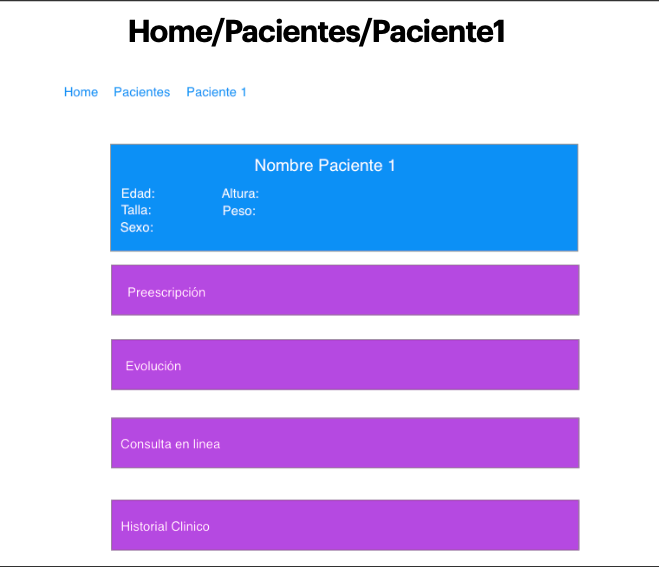 Home/Pacientes/Paciente1
Home Pacientes Paciente 1
Nombre Paciente 1
Edad: Altura:
Talla: Peso:
Sexo:
Preescripción
Evolución
Consulta en linea
Historial Clinico